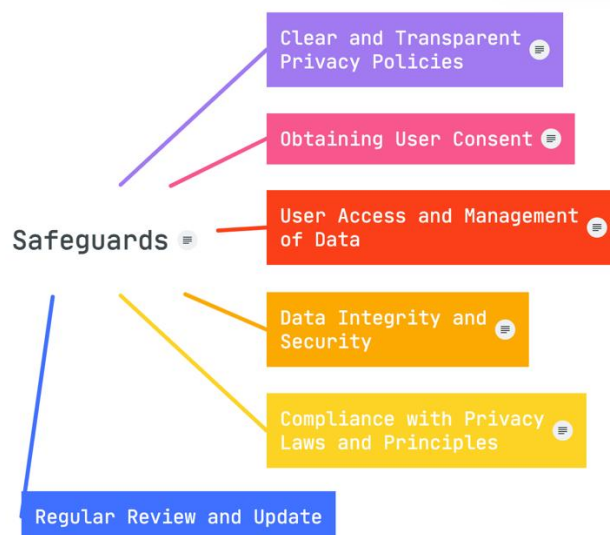 Clear and Transparent
Privacy Policies
Obtaining User Consent
Safeguards
User Access and Management
of Data
Data Integrity and
Security
Compliance with Privacy
Laws and Principles
Regular Review and Update